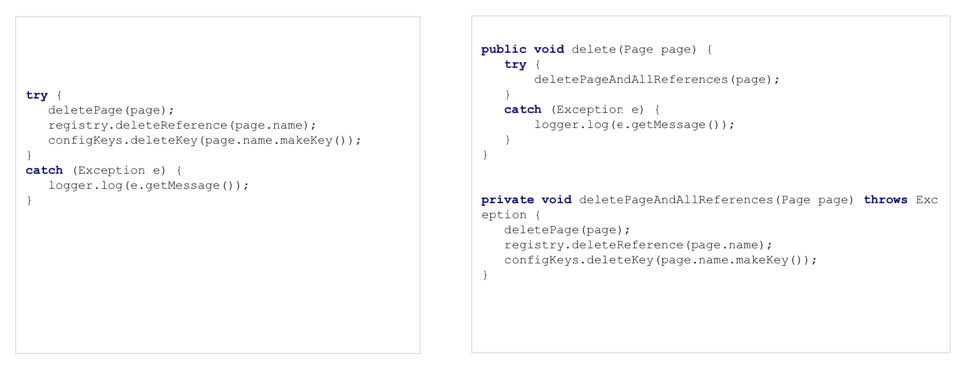 try {
deletePage(page);
registry.deleteReference(page.name);
configKeys.deleteKey(page.name.makeKey());
}
catch (Exception e) {
logger.log(e.getMessage());
}
public void delete(Page page) {
try {
deletePageAndAllReferences(page);
}
catch (Exception e) {
logger.log(e.getMessage());
}
}
private void deletePageAndAllReferences(Page page) throws Exc
eption {
deletePage(page);
registry.deleteReference(page.name);
configKeys.deleteKey(page.name.makeKey());
}